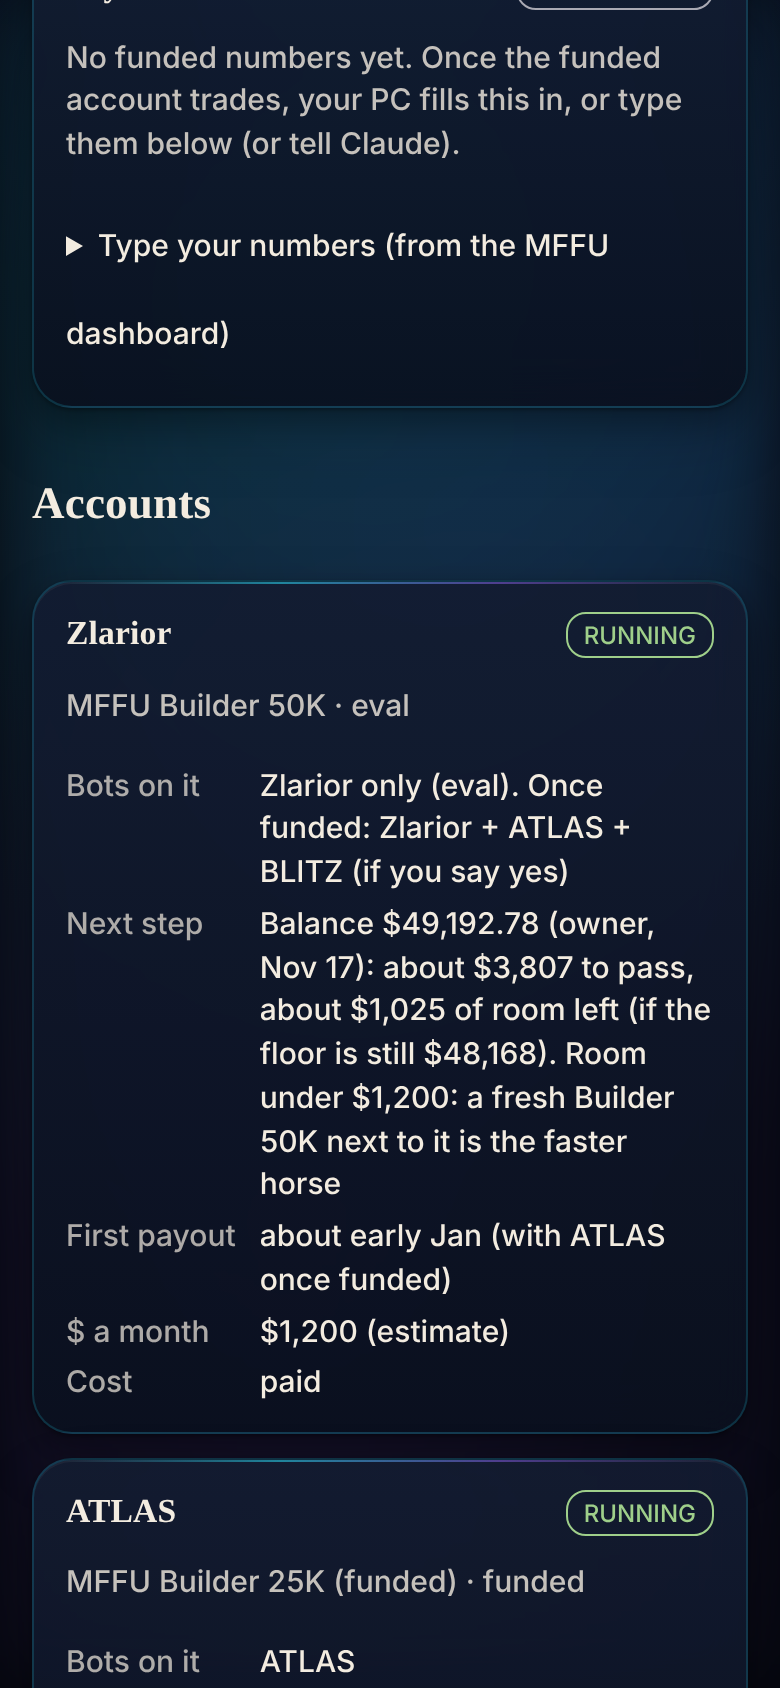 No funded numbers yet. Once the funded
account trades, your PC fills this in, or type
them below (or tell Claude).
▶ Type your numbers (from the MFFU
dashboard)
Accounts
Zlarior
RUNNING
MFFU Builder 50K · eval
Bots on it
Zlarior only (eval). Once
funded: Zlarior + ATLAS +
BLITZ (if you say yes)
Next step
Balance $49,192.78 (owner,
Nov 17): about $3,807 to pass,
about $1,025 of room left (if the
floor is still $48,168). Room
under $1,200: a fresh Builder
50K next to it is the faster
horse
First payout
about early Jan (with ATLAS
once funded)
$ a month
$1,200 (estimate)
Cost
paid
ATLAS
RUNNING
MFFU Builder 25K (funded) · funded
Bots on it
ATLAS